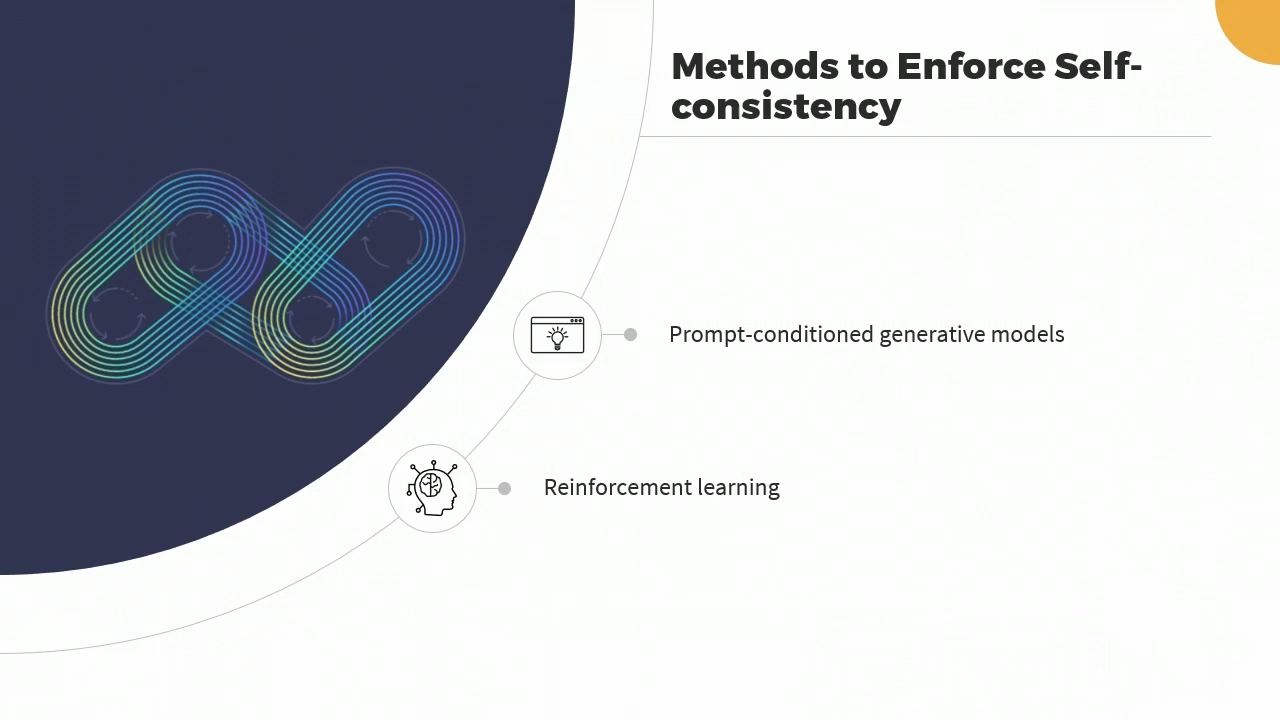 Methods to Enforce Self-
consistency
Prompt-conditioned generative models
Reinforcement learning